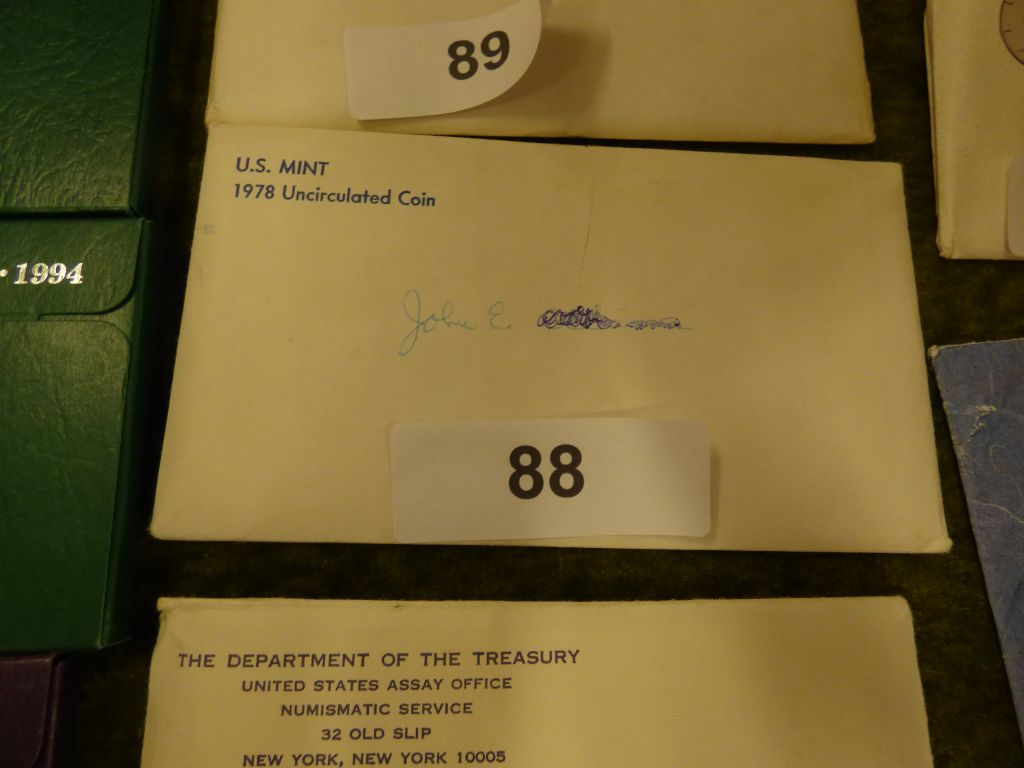 89
U.S. MINT
1978 Uncirculated Coin
• 1994
John E.
88
THE DEPARTMENT OF THE TREASURY
UNITED STATES ASSAY OFFICE
NUMISMATIC SERVICE
32 OLD SLIP
NEW YORK, NEW YORK 10005